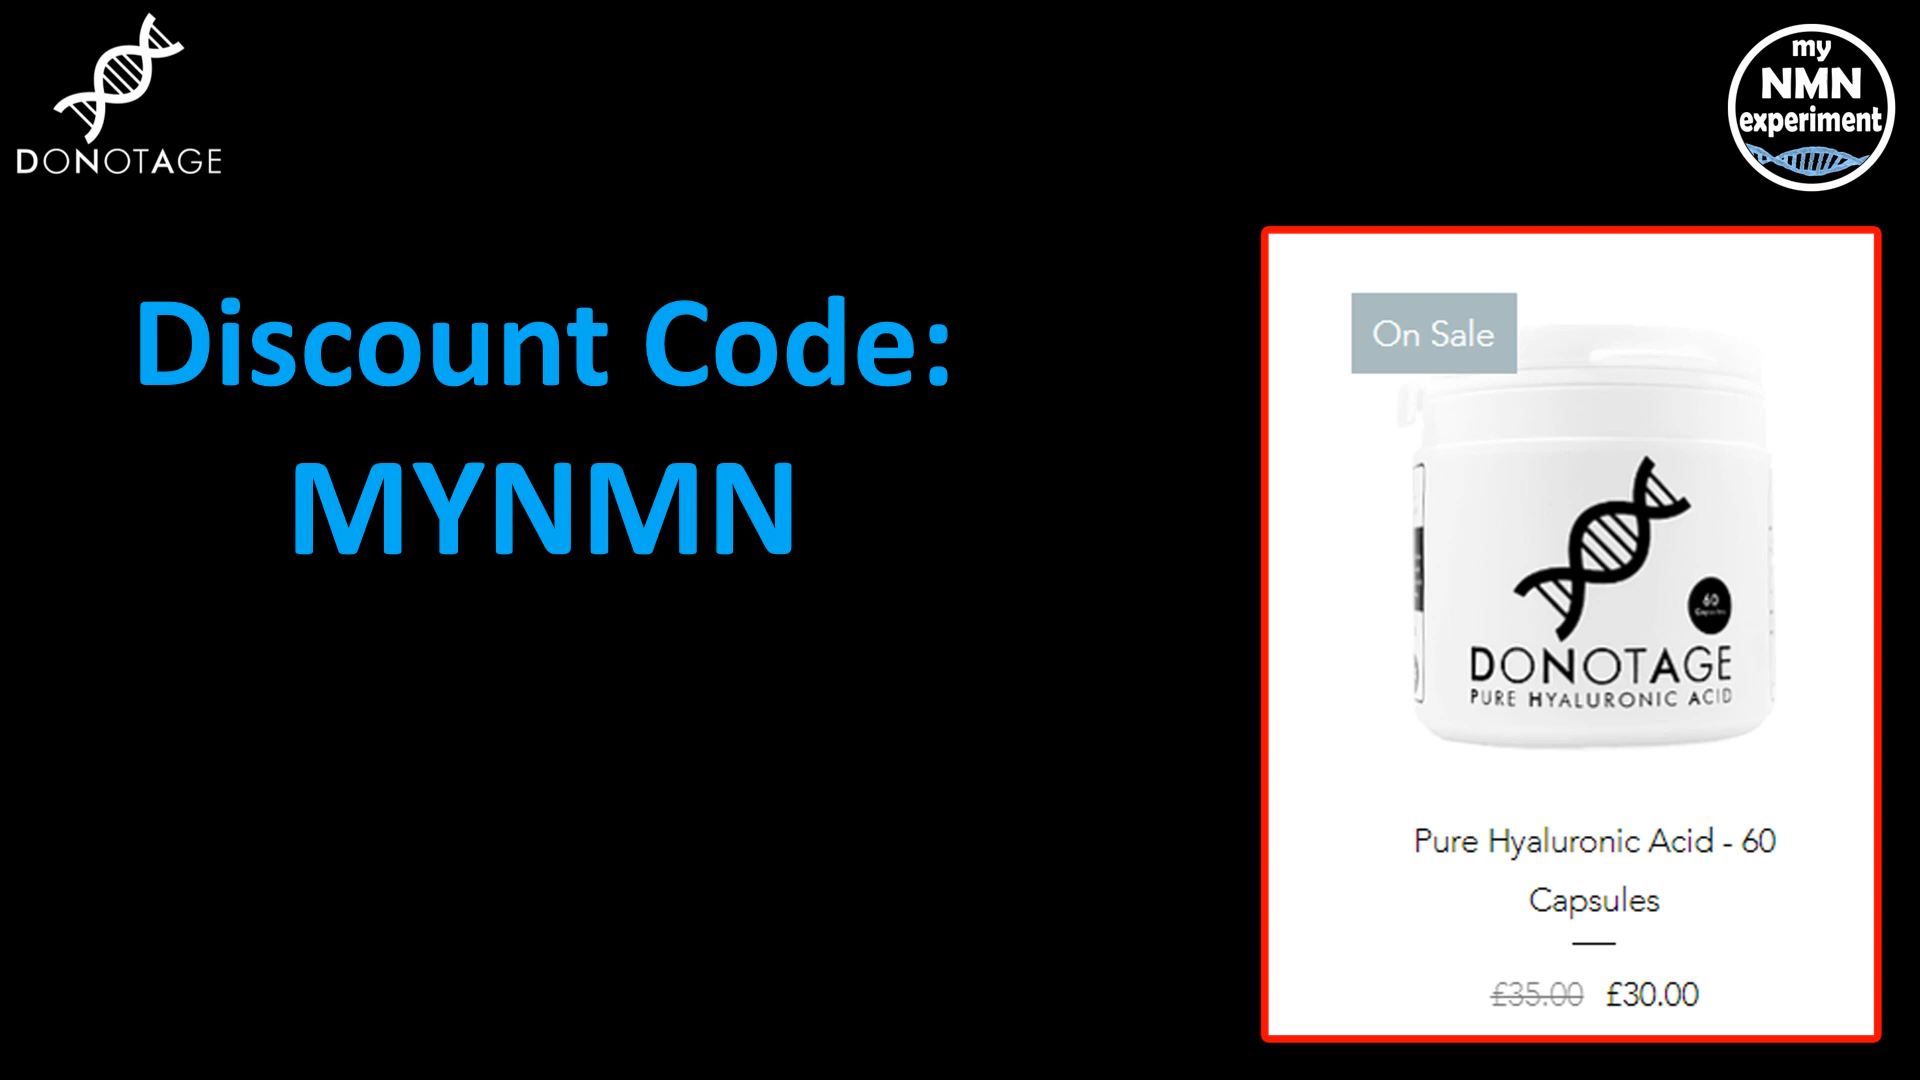 DONOTAGE
my
NMN
experiment
Discount Code:
MYNMN
On Sale
60
DONOTAGE
PURE HYALURONIC ACID
Pure Hyaluronic Acid - 60
Capsules
£35.00 £30.00